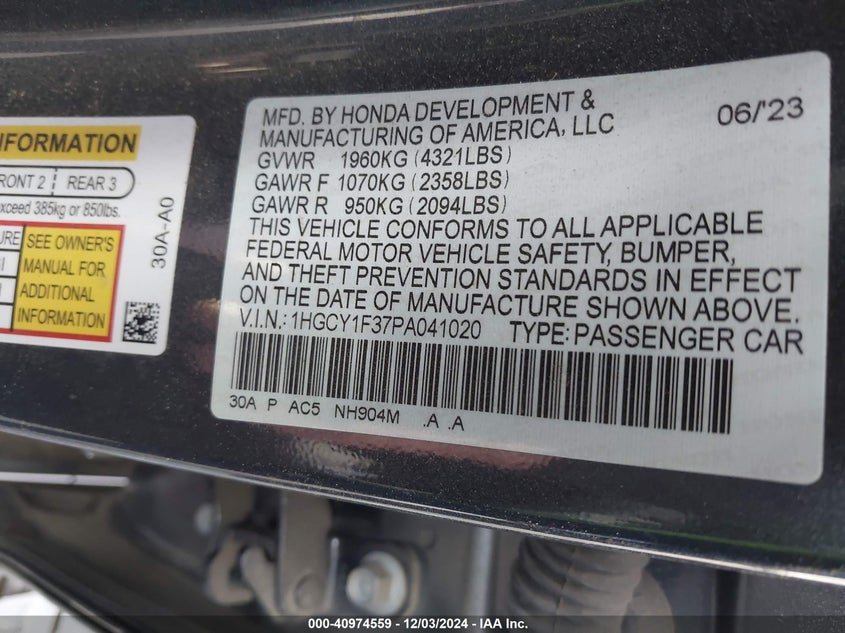 INFORMATION
FRONT 2 REAR 3
exceed 385kg or 850lbs.
SEE OWNER'S
MANUAL FOR
ADDITIONAL
INFORMATION
30A-A0
MFD. BY HONDA DEVELOPMENT & 06/'23
MANUFACTURING OF AMERICA, LLC
GVWR 1960KG (4321LBS)
GAWR F 1070KG (2358LBS)
GAWR R 950KG (2094LBS)
THIS VEHICLE CONFORMS TO ALL APPLICABLE
FEDERAL MOTOR VEHICLE SAFETY, BUMPER,
AND THEFT PREVENTION STANDARDS IN EFFECT
ON THE DATE OF MANUFACTURE SHOWN ABOVE.
V.I.N.: 1HGCY1F37PA041020 TYPE: PASSENGER CAR
30A P AC5 NH904M .A .A
000-40974559 - 12/03/2024 - IAA Inc.